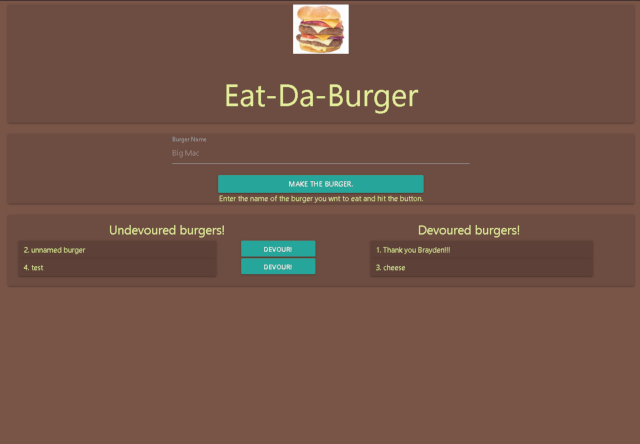 Eat-Da-Burger
Burger Name
Big Mac
MAKE THE BURGER.
Enter the name of the burger you wnt to eat and hit the button.
Undevoured burgers!
2. unnamed burger
DEVOUR!
4. test
DEVOUR!
Devoured burgers!
1. Thank you Brayden!!!
3. cheese